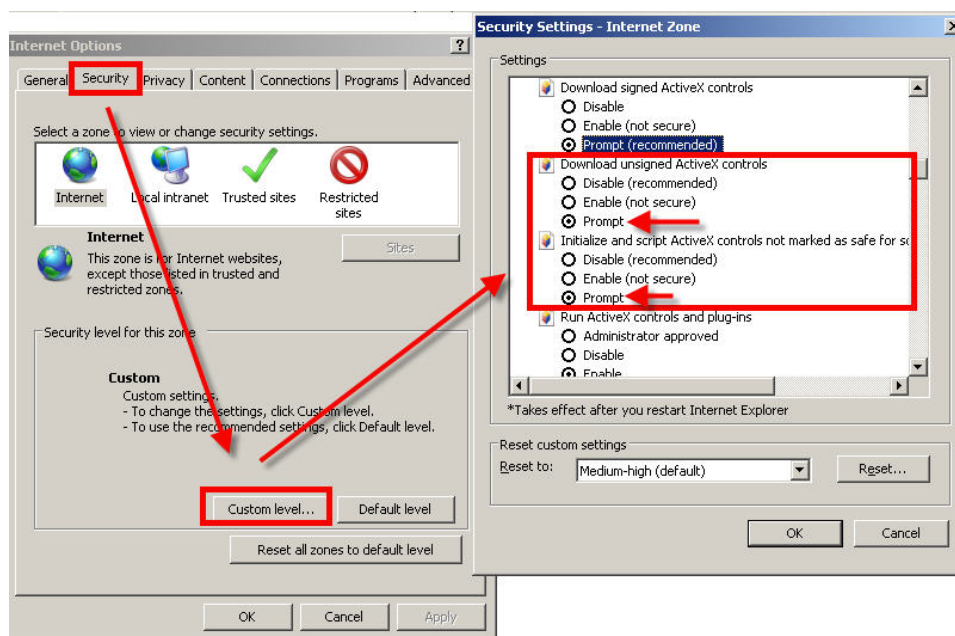 Internet Options
?
General Security Privacy Content Connections Programs Advanced
Select a zone to view or change security settings.
Internet Local intranet Trusted sites Restricted
sites
Internet
This zone is for Internet websites,
except those listed in trusted and
restricted zones.
Sites
Security level for this zone
Custom
Custom settings.
- To change the settings, click Custom level.
- To use the recommended settings, click Default level.
Custom level... Default level
Reset all zones to default level
OK Cancel Apply
Security Settings - Internet Zone
Settings
Download signed ActiveX controls
Disable
Enable (not secure)
Prompt (recommended)
Download unsigned ActiveX controls
Disable (recommended)
Enable (not secure)
Prompt
Initialize and script ActiveX controls not marked as safe for sc
Disable (recommended)
Enable (not secure)
Prompt
Run ActiveX controls and plug-ins
Administrator approved
Disable
Enable
*Takes effect after you restart Internet Explorer
Reset custom settings
Reset to: Medium-high (default) Reset...
OK Cancel